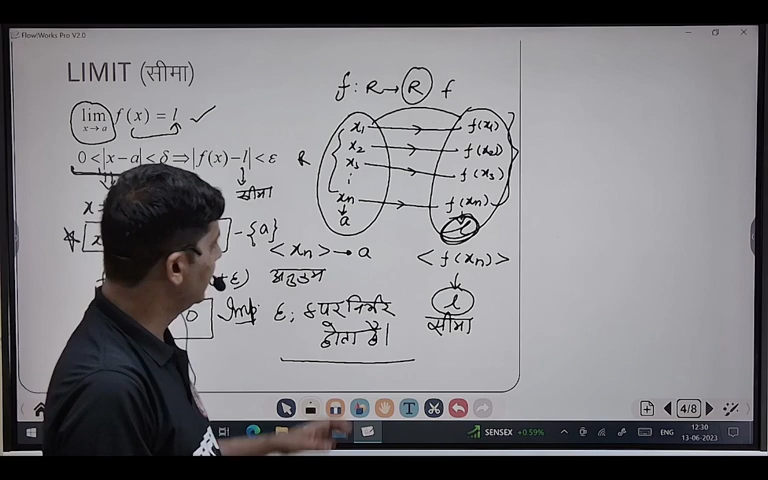 FlowWorks Pro V2.0
LIMIT (सीमा)
f: R→R f
lim f(x) = l ✓
x→a
0<|x-a|<δ⇒|f(x)-l|<ε
सीमा
R
x₁ f(x₁)
x₂ f(x₂)
x₃ f(x₃)
⋮
xn f(xn)
a l
x=
x
-{a}
<xn>→a
अनुक्रम
<f(xn)>
l
सीमा
ε)
0
Imp:
ε; δ पर निर्भर
होता है।
4/8
SENSEX +0.59%
ENG
12:30
13-06-2023